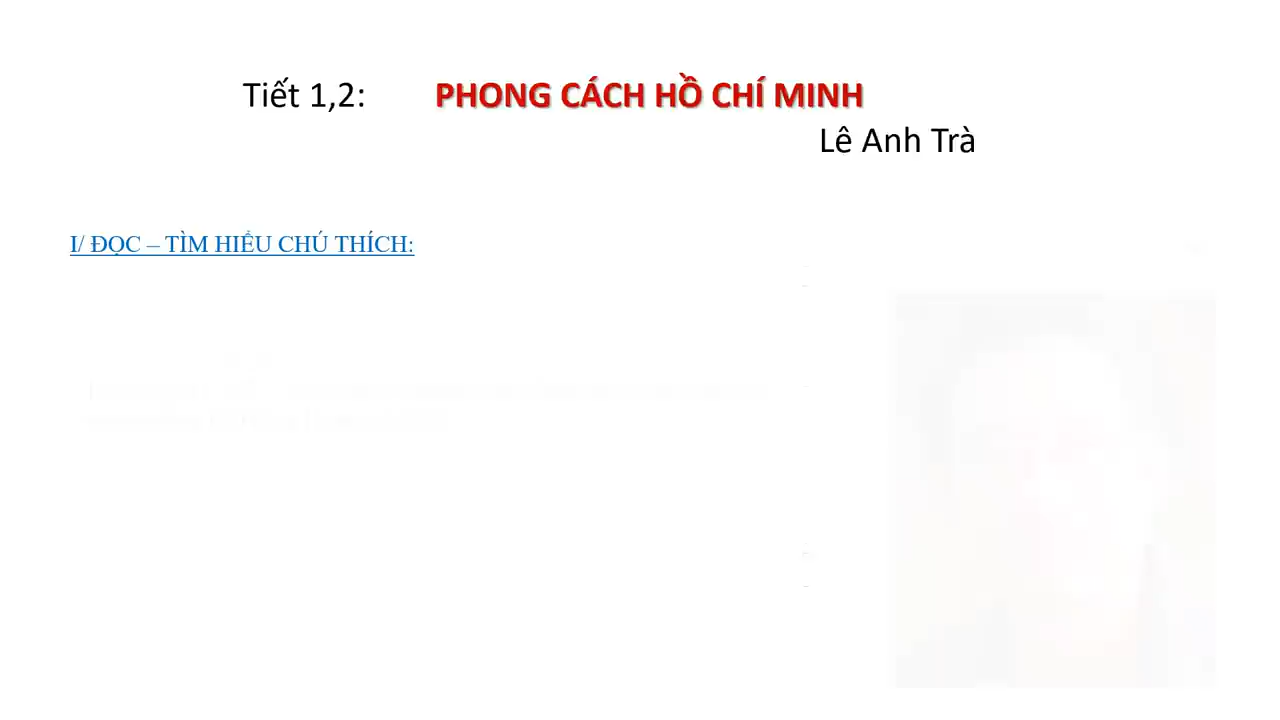 Tiết 1,2: PHONG CÁCH HỒ CHÍ MINH
Lê Anh Trà
I/ ĐỌC – TÌM HIỂU CHÚ THÍCH: